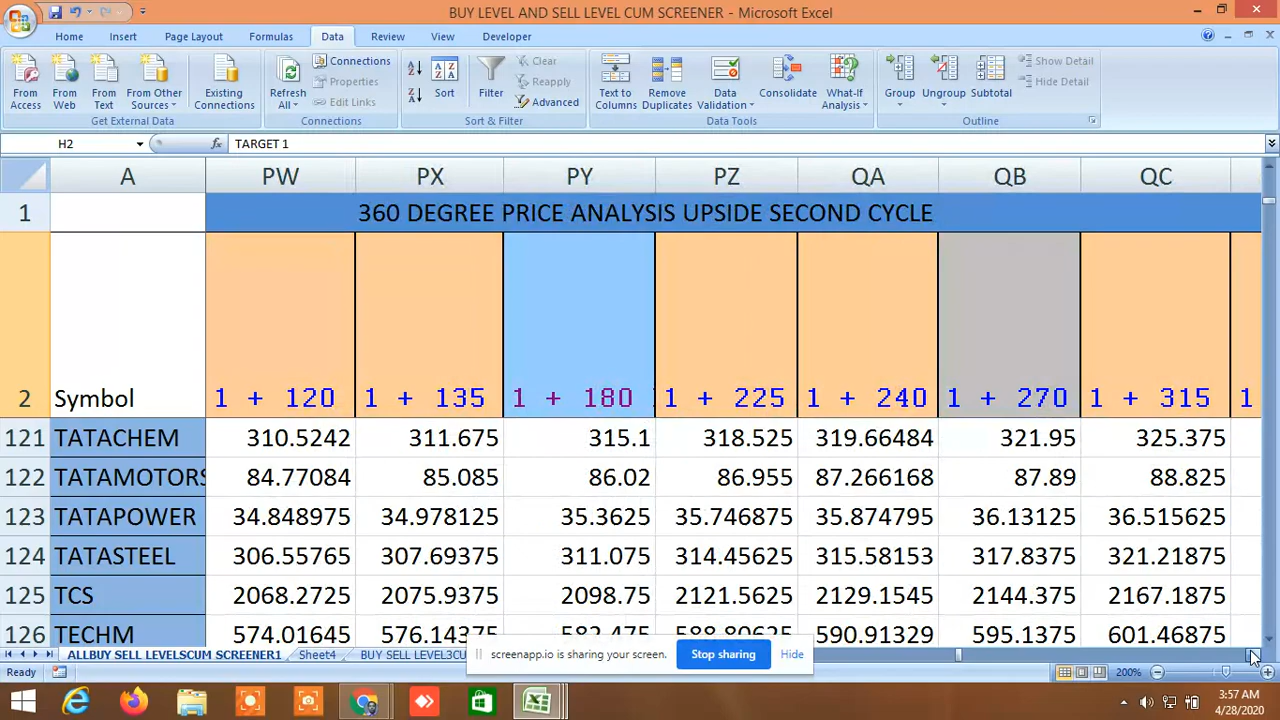 BUY LEVEL AND SELL LEVEL CUM SCREENER - Microsoft Excel
Home Insert Page Layout Formulas Data Review View Developer
From Access
From Web
From Text
From Other Sources
Existing Connections
Get External Data
Refresh All
Connections
Properties
Edit Links
Connections
Sort
Filter
Clear
Reapply
Advanced
Sort & Filter
Text to Columns
Remove Duplicates
Data Validation
Consolidate
What-If Analysis
Data Tools
Group
Ungroup
Subtotal
Show Detail
Hide Detail
Outline
H2 fx TARGET 1
A PW PX PY PZ QA QB QC
1 360 DEGREE PRICE ANALYSIS UPSIDE SECOND CYCLE
2 Symbol 1 + 120 1 + 135 1 + 180 1 + 225 1 + 240 1 + 270 1 + 315 1
121 TATACHEM 310.5242 311.675 315.1 318.525 319.66484 321.95 325.375
122 TATAMOTORS 84.77084 85.085 86.02 86.955 87.266168 87.89 88.825
123 TATAPOWER 34.848975 34.978125 35.3625 35.746875 35.874795 36.13125 36.515625
124 TATASTEEL 306.55765 307.69375 311.075 314.45625 315.58153 317.8375 321.21875
125 TCS 2068.2725 2075.9375 2098.75 2121.5625 2129.1545 2144.375 2167.1875
126 TECHM 574.01645 576.14375 582.475 588.80625 590.91329 595.1375 601.46875
ALLBUY SELL LEVELSCUM SCREENER1 Sheet4 BUY SELL LEVEL3CU
screenapp.io is sharing your screen. Stop sharing Hide
Ready 200%
3:57 AM
4/28/2020